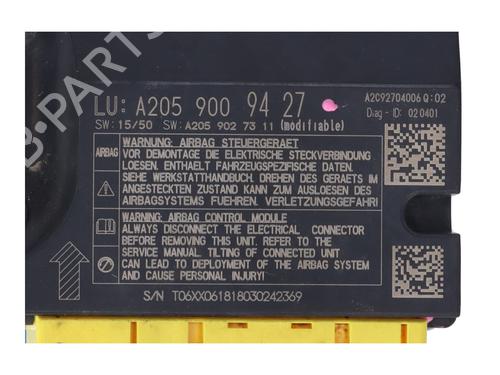 B-PARTS
LU: A205 900 94 27
A2C92704006 Q:02
SW: 15/50 SW: A205 902 73 11 (modifiable)
Diag - ID: 020401
AIRBAG
WARNUNG: AIRBAG STEUERGERAET
VOR DEMONTAGE DIE ELEKTRISCHE STECKVERBINDUNG
LOESEN. ENTHAELT FAHRZEUGSPEZIFISCHE DATEN.
SIEHE WERKSTATTHANDBUCH. DREHEN DES GERAETS IM
ANGESTECKTEN ZUSTAND KANN ZUM AUSLOESEN DES
AIRBAGSYSTEMS FUEHREN. VERLETZUNGSGEFAHR!
WARNING: AIRBAG CONTROL MODULE
ALWAYS DISCONNECT THE ELECTRICAL CONNECTOR
BEFORE REMOVING THIS UNIT. REFER TO THE
SERVICE MANUAL. TILTING OF CONNECTED UNIT
CAN LEAD TO DEPLOYMENT OF THE AIRBAG SYSTEM
AND CAUSE PERSONAL INJURY!
S/N T06XX061818030242369